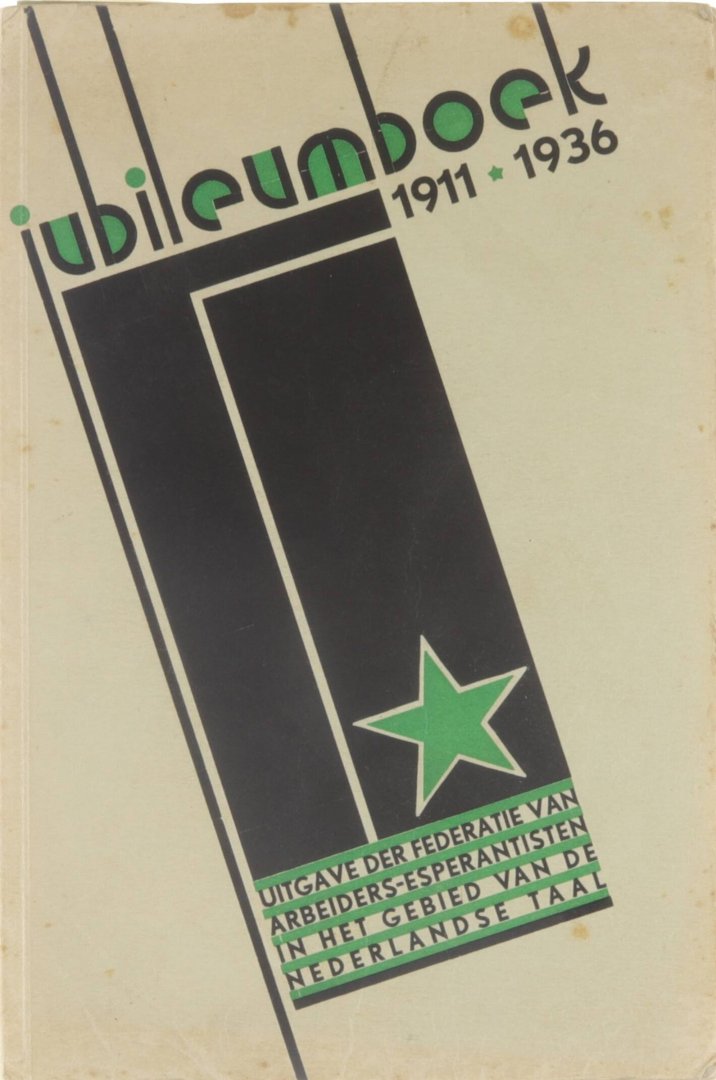 jubileumboek
1911 ★ 1936
UITGAVE DER FEDERATIE VAN
ARBEIDERS-ESPERANTISTEN
IN HET GEBIED VAN DE
NEDERLANDSE TAAL